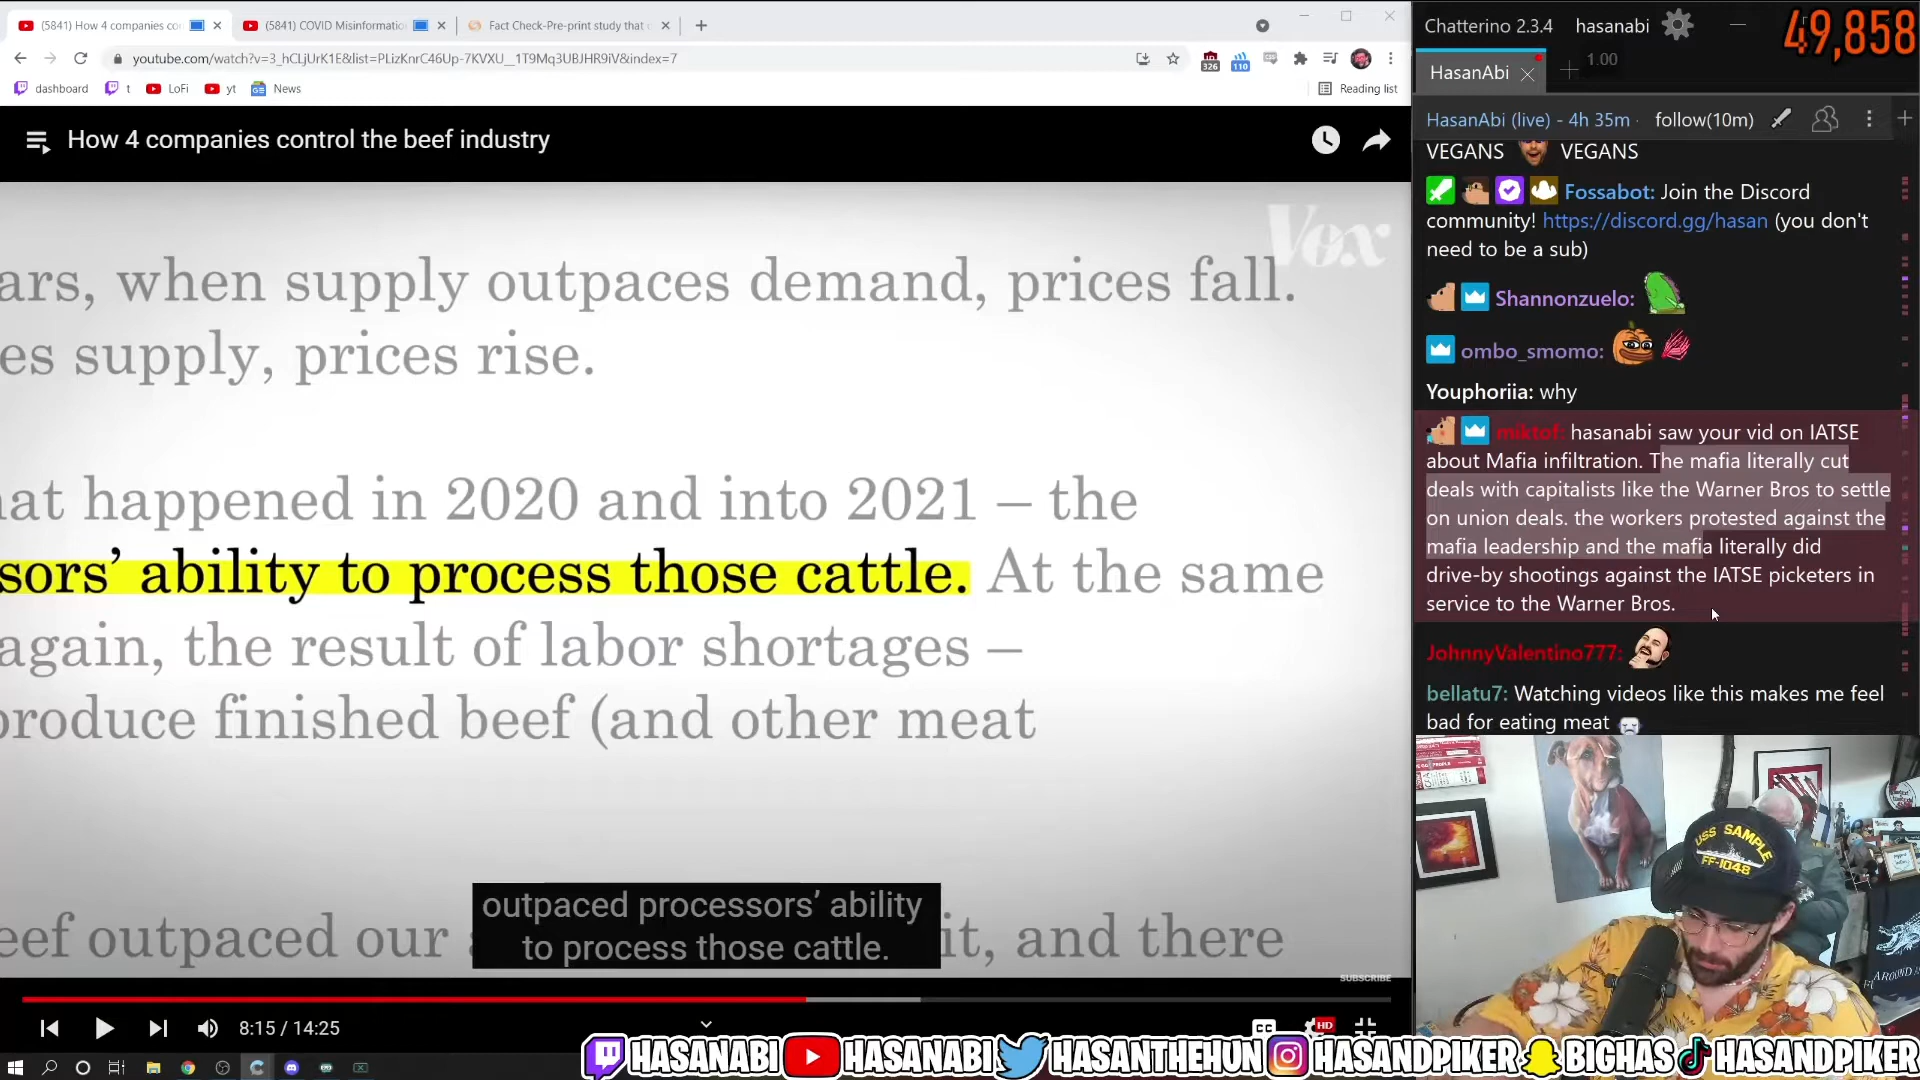 (5841) How 4 companies co
(5841) COVID Misinformatio
Fact Check-Pre-print study that
youtube.com/watch?v=3_hCLjUrK1E&list=PLizKnrC46Up-7KVXU__1T9Mq3UBJHR9iV&index=7
326
110
dashboard
t
LoFi
yt
News
Reading list
How 4 companies control the beef industry
Vox
ars, when supply outpaces demand, prices fall.
es supply, prices rise.
hat happened in 2020 and into 2021 – the
sors’ ability to process those cattle. At the same
again, the result of labor shortages –
produce finished beef (and other meat
eef outpaced our
it, and there
outpaced processors’ ability
to process those cattle.
SUBSCRIBE
8:15 / 14:25
CC
HD
Chatterino 2.3.4
hasanabi
49,858
HasanAbi
1.00
HasanAbi (live) - 4h 35m
follow(10m)
VEGANS VEGANS
Fossabot: Join the Discord
community! https://discord.gg/hasan (you don't
need to be a sub)
Shannonzuelo:
ombo_smomo:
Youphoriia: why
miktof: hasanabi saw your vid on IATSE
about Mafia infiltration. The mafia literally cut
deals with capitalists like the Warner Bros to settle
on union deals. the workers protested against the
mafia leadership and the mafia literally did
drive-by shootings against the IATSE picketers in
service to the Warner Bros.
JohnnyValentino777:
bellatu7: Watching videos like this makes me feel
bad for eating meat
USS SAMPLE
FF-1048
AROUND
HASANABI
HASANABI
HASANTHEHUN
HASANDPIKER
BIGHAS
HASANDPIKER